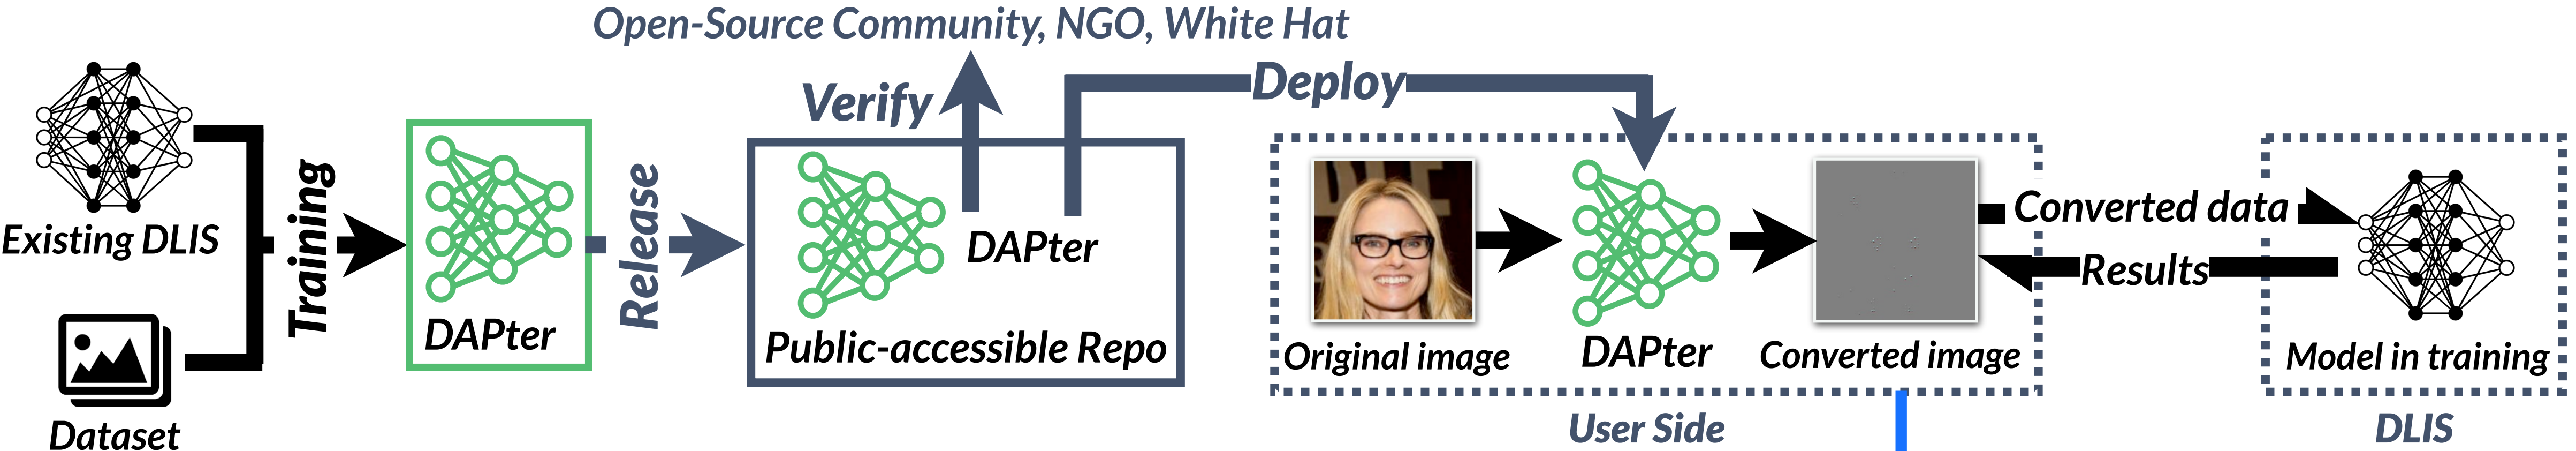 Open-Source Community, NGO, White Hat
Verify
Deploy
Existing DLIS
Dataset
Training
DAPter
Release
DAPter
Public-accessible Repo
Original image
DAPter
Converted image
User Side
Converted data
Results
Model in training
DLIS